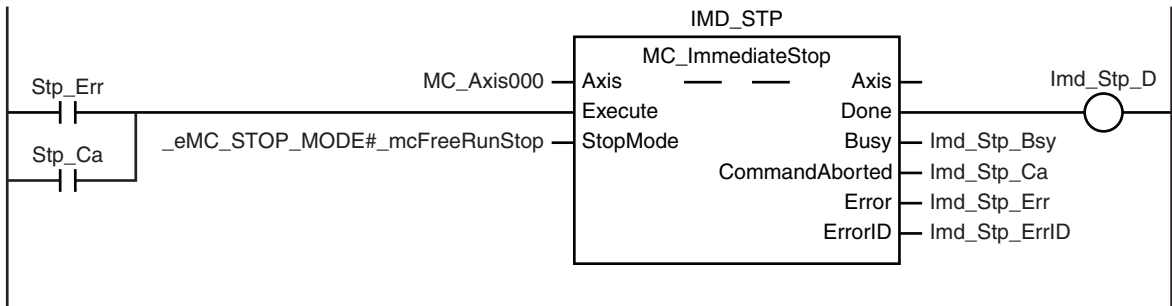 IMD_STP
MC_ImmediateStop
Stp_Err
MC_Axis000 Axis Axis Imd_Stp_D
Execute Done
Stp_Ca
_eMC_STOP_MODE#_mcFreeRunStop StopMode Busy Imd_Stp_Bsy
CommandAborted Imd_Stp_Ca
Error Imd_Stp_Err
ErrorID Imd_Stp_ErrID